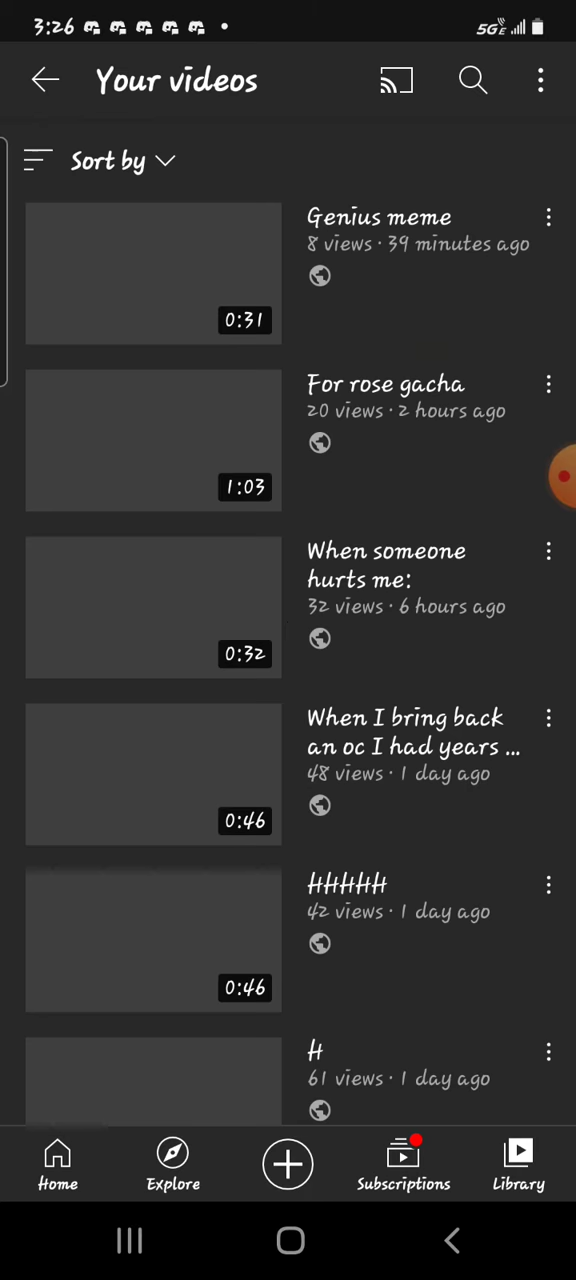 3:26
5GE
Your videos
Sort by
Genius meme
8 views · 39 minutes ago
0:31
For rose gacha
20 views · 2 hours ago
1:03
When someone
hurts me:
32 views · 6 hours ago
0:32
When I bring back
an oc I had years ...
48 views · 1 day ago
0:46
HHHHH
42 views · 1 day ago
0:46
H
61 views · 1 day ago
Home
Explore
Subscriptions
Library